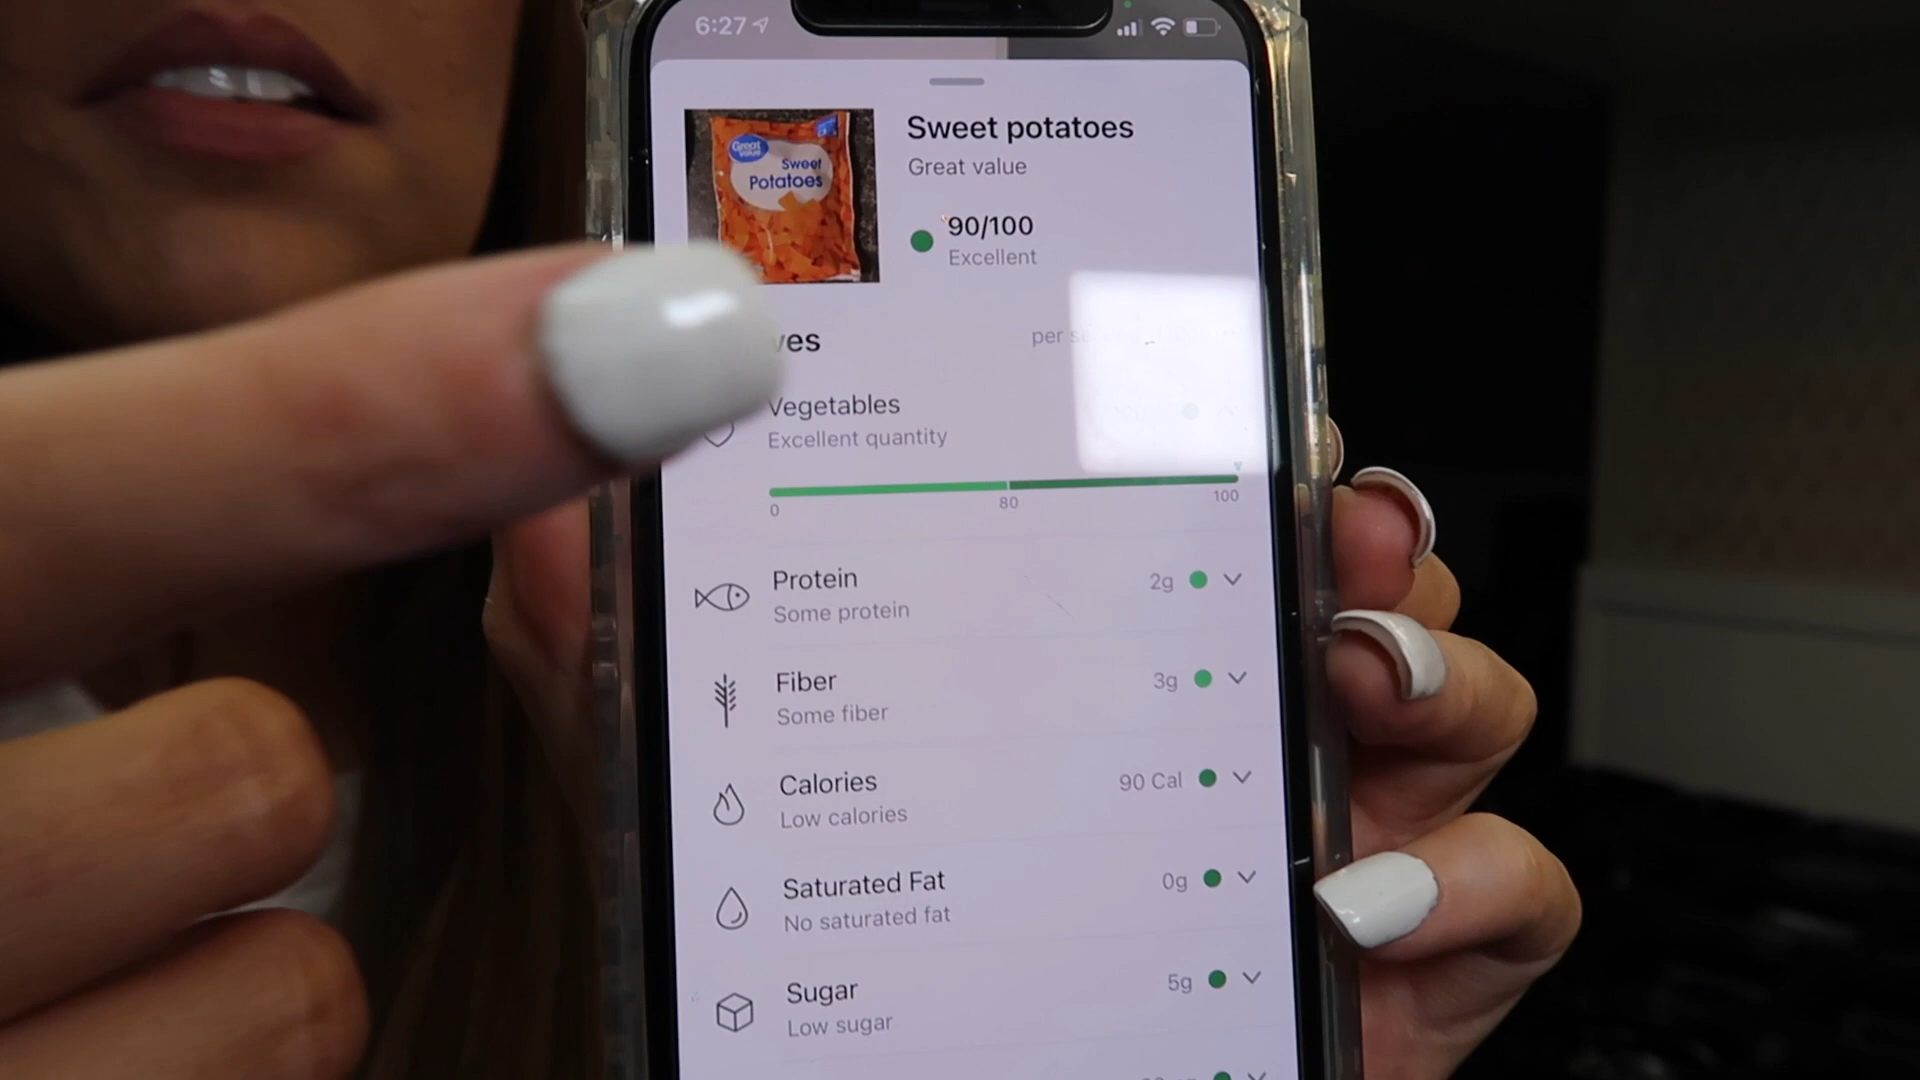 6:27
Great Value
Sweet
Potatoes
Sweet potatoes
Great value
90/100
Excellent
per
Vegetables
Excellent quantity
0 80 100
Protein
Some protein
2g
Fiber
Some fiber
3g
Calories
Low calories
90 Cal
Saturated Fat
No saturated fat
0g
Sugar
Low sugar
5g